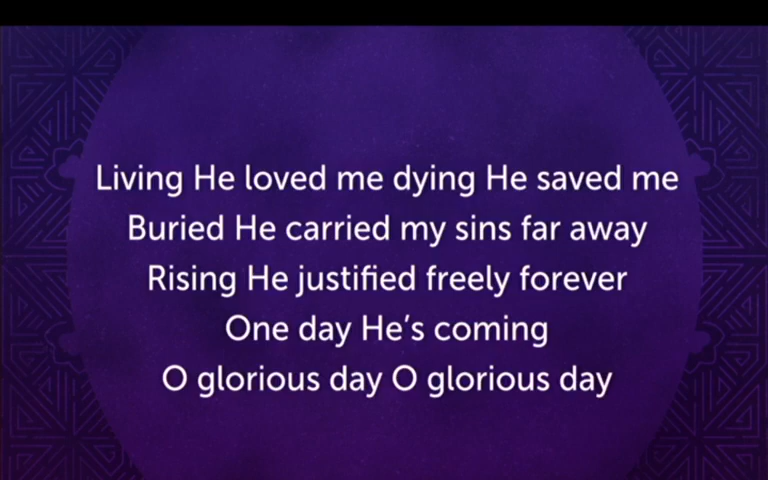 Living He loved me dying He saved me
Buried He carried my sins far away
Rising He justified freely forever
One day He’s coming
O glorious day O glorious day